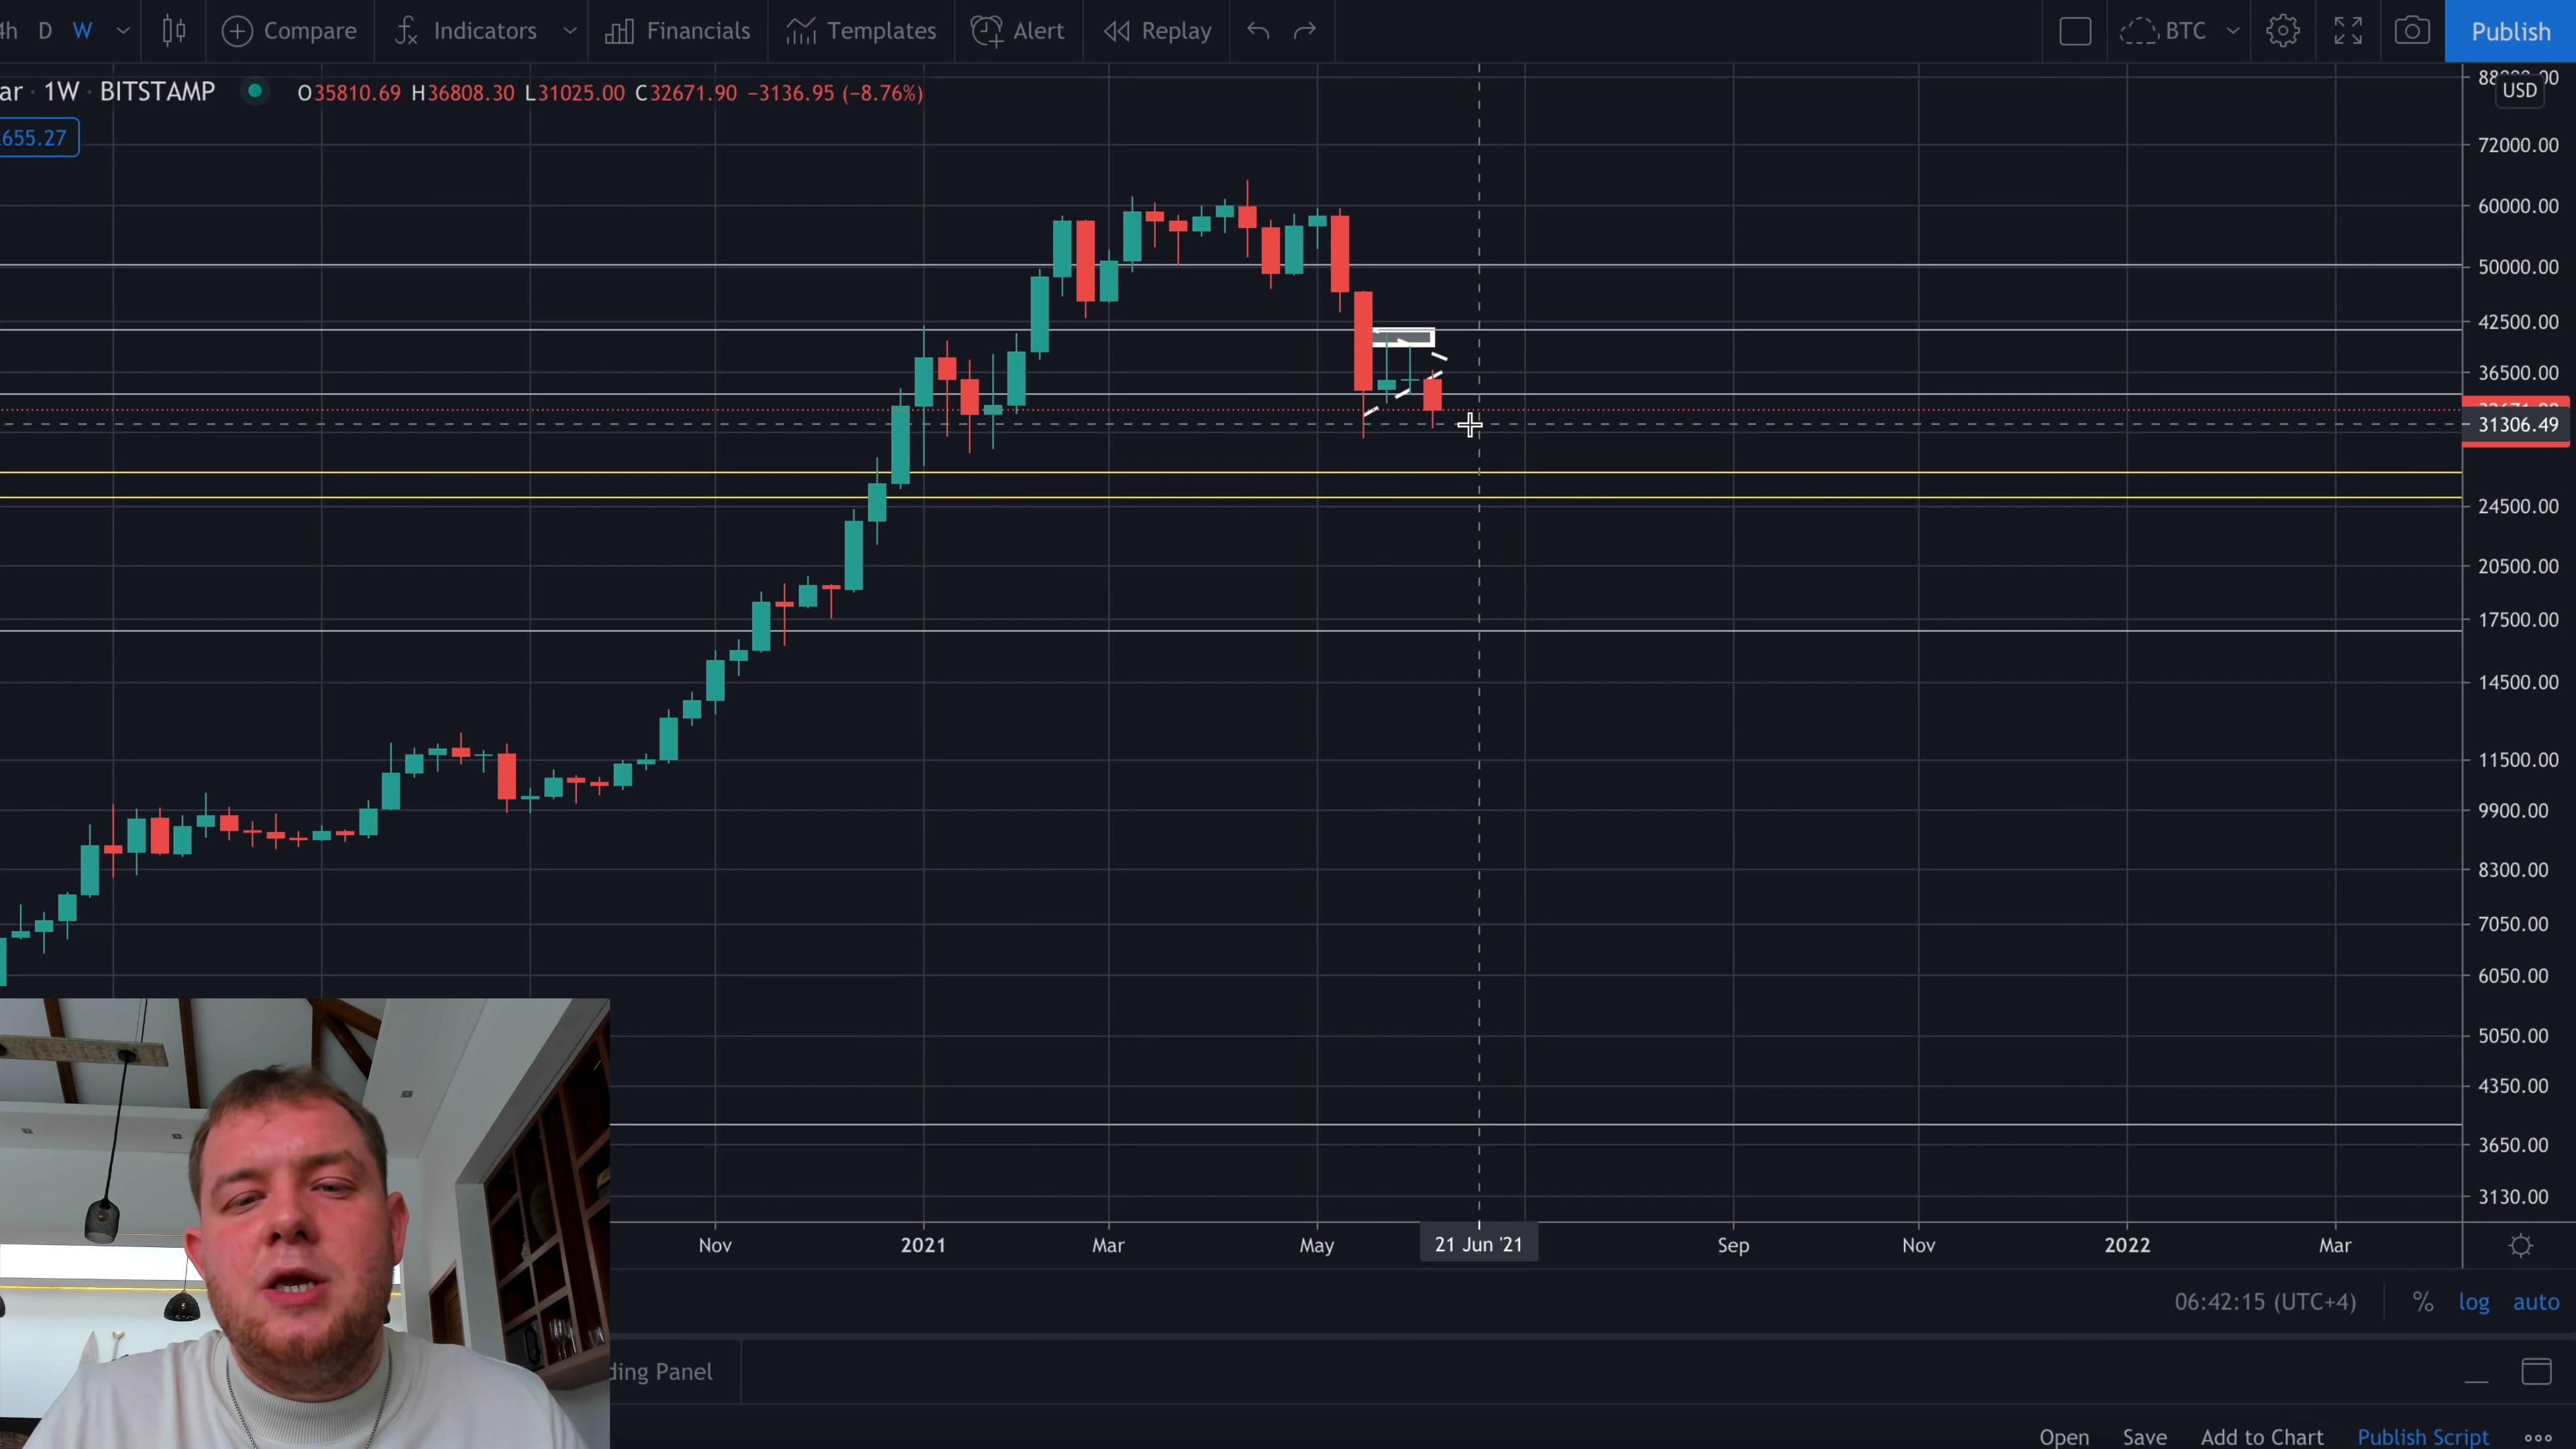 4h D W Compare Indicators Financials Templates Alert Replay BTC Publish
ar · 1W · BITSTAMP O35810.69 H36808.30 L31025.00 C32671.90 −3136.95 (−8.76%)
655.27
USD
72000.00
60000.00
50000.00
42500.00
36500.00
31306.49
24500.00
20500.00
17500.00
14500.00
11500.00
9900.00
8300.00
7050.00
6050.00
5050.00
4350.00
3650.00
3130.00
Nov 2021 Mar May 21 Jun '21 Sep Nov 2022 Mar
06:42:15 (UTC+4) % log auto
ding Panel
Open Save Add to Chart Publish Script